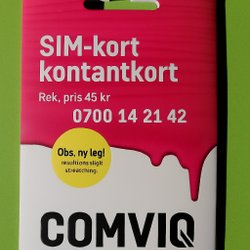 SIM-kort
kontantkort
Rek, pris 45 kr
0700 14 21 42
Obs, ny leg!
COMVIQ